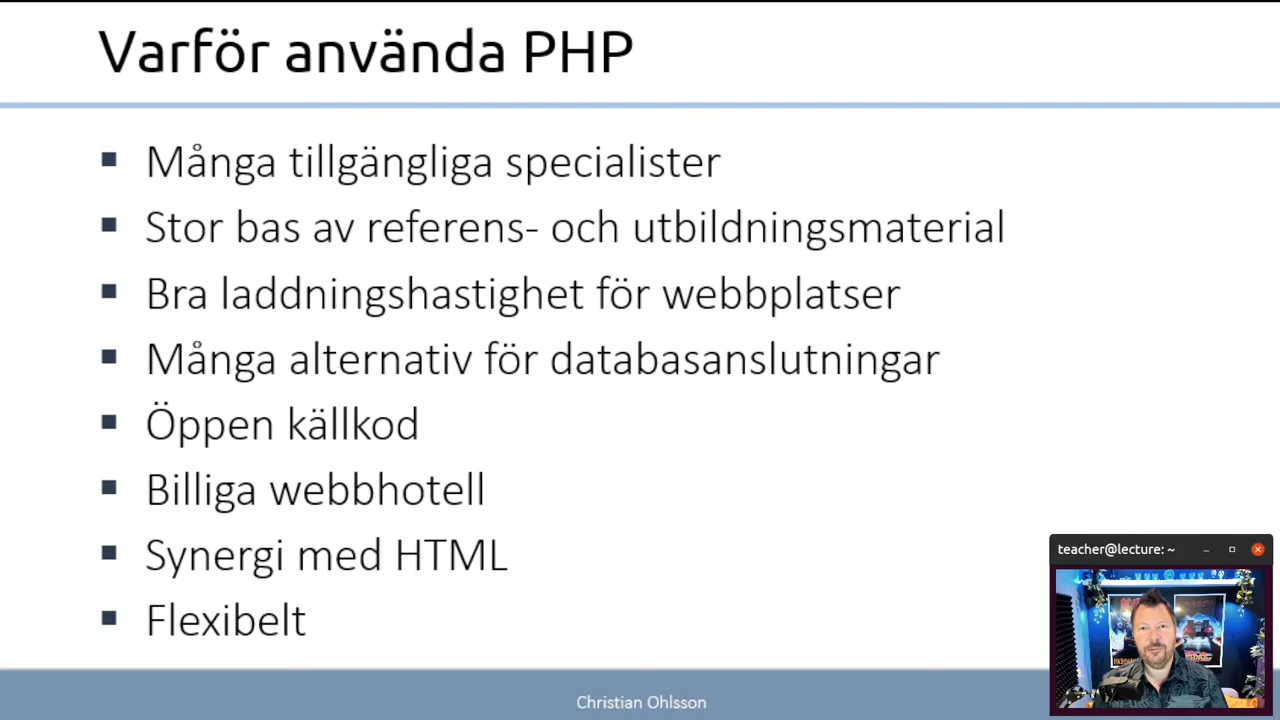 Varför använda PHP
Många tillgängliga specialister
Stor bas av referens- och utbildningsmaterial
Bra laddningshastighet för webbplatser
Många alternativ för databasanslutningar
Öppen källkod
Billiga webbhotell
Synergi med HTML
Flexibelt
teacher@lecture: ~
Christian Ohlsson